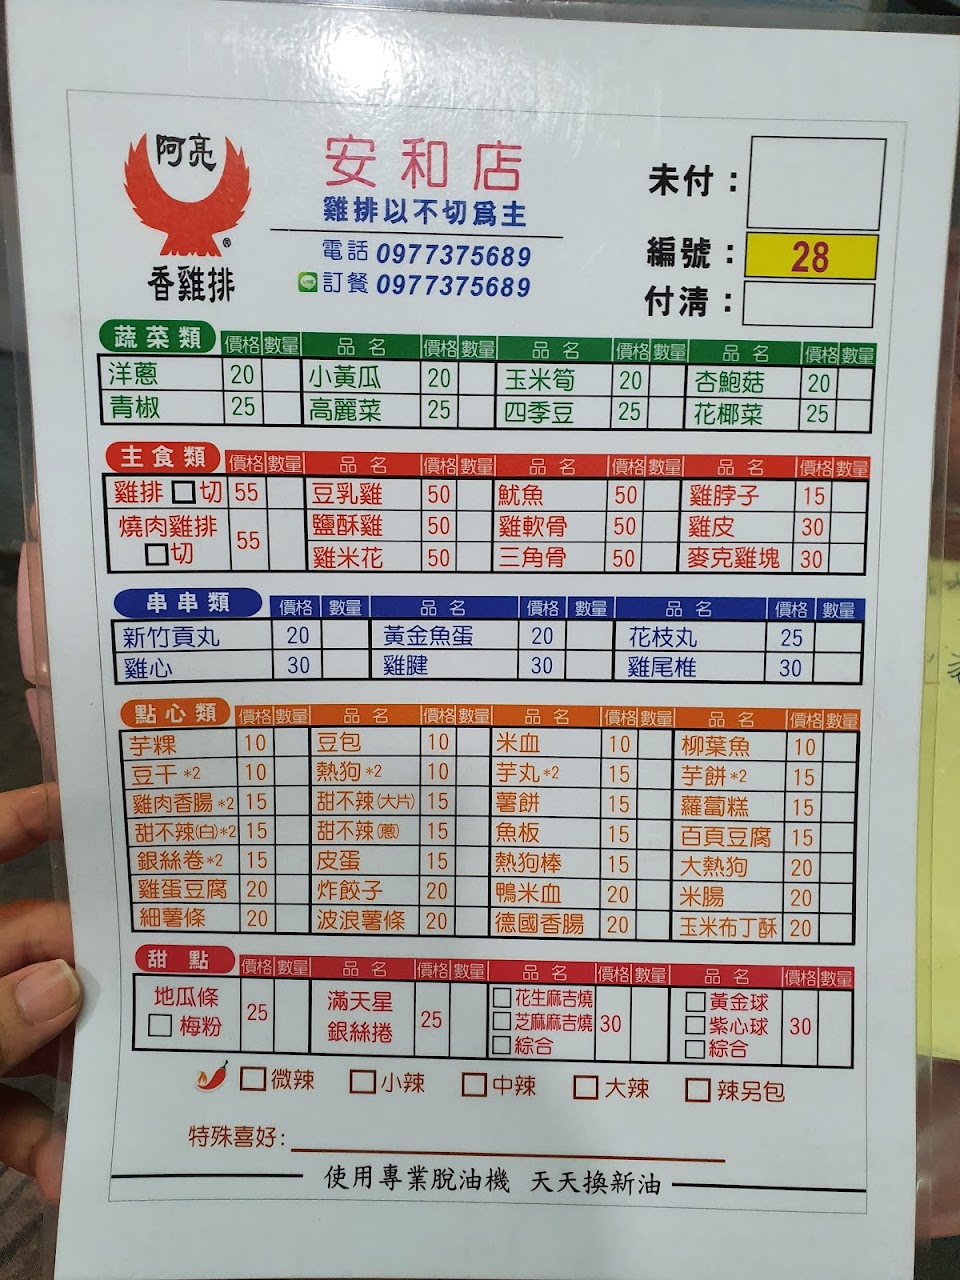 阿亮
®
香雞排
安和店
雞排以不切為主
電話 0977375689
訂餐 0977375689
未付：
編號： 28
付清：
蔬菜類 價格 數量 品名 價格 數量 品名 價格 數量 品名 價格 數量
洋蔥 20 小黃瓜 20 玉米筍 20 杏鮑菇 20
青椒 25 高麗菜 25 四季豆 25 花椰菜 25
主食類 價格 數量 品名 價格 數量 品名 價格 數量 品名 價格 數量
雞排 □切 55 豆乳雞 50 魷魚 50 雞脖子 15
燒肉雞排 □切 55 鹽酥雞 50 雞軟骨 50 雞皮 30
雞米花 50 三角骨 50 麥克雞塊 30
串串類 價格 數量 品名 價格 數量 品名 價格 數量
新竹貢丸 20 黃金魚蛋 20 花枝丸 25
雞心 30 雞腱 30 雞尾椎 30
點心類 價格 數量 品名 價格 數量 品名 價格 數量 品名 價格 數量
芋粿 10 豆包 10 米血 10 柳葉魚 10
豆干*2 10 熱狗*2 10 芋丸*2 15 芋餅*2 15
雞肉香腸*2 15 甜不辣(大片) 15 薯餅 15 蘿蔔糕 15
甜不辣(白)*2 15 甜不辣(蔥) 15 魚板 15 百頁豆腐 15
銀絲卷*2 15 皮蛋 15 熱狗棒 15 大熱狗 20
雞蛋豆腐 20 炸餃子 20 鴨米血 20 米腸 20
細薯條 20 波浪薯條 20 德國香腸 20 玉米布丁酥 20
甜點 價格 數量 品名 價格 數量 品名 價格 數量 品名 價格 數量
地瓜條 □梅粉 25 滿天星 銀絲捲 25 □花生麻吉燒 □芝麻麻吉燒 □綜合 30 □黃金球 □紫心球 □綜合 30
□微辣 □小辣 □中辣 □大辣 □辣另包
特殊喜好：
使用專業脫油機 天天換新油